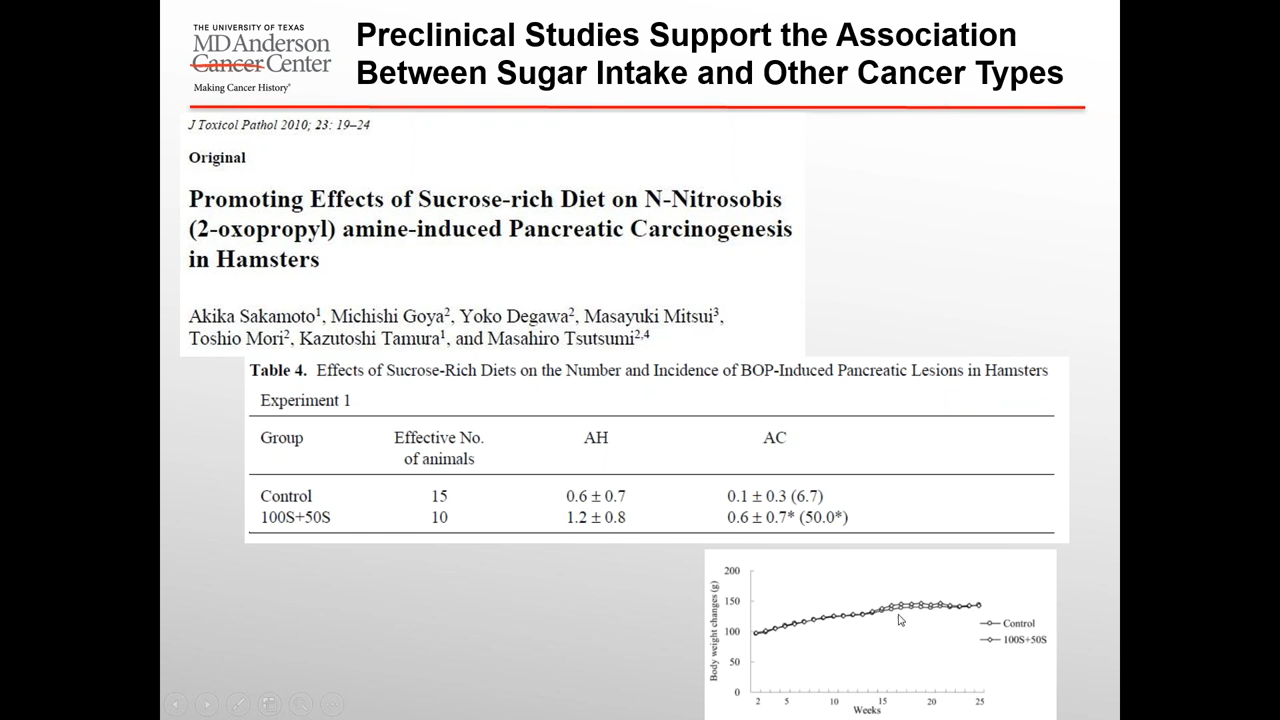 THE UNIVERSITY OF TEXAS
MD Anderson
Cancer Center
Making Cancer History®
Preclinical Studies Support the Association
Between Sugar Intake and Other Cancer Types
J Toxicol Pathol 2010; 23: 19–24
Original
Promoting Effects of Sucrose-rich Diet on N-Nitrosobis
(2-oxopropyl) amine-induced Pancreatic Carcinogenesis
in Hamsters
Akika Sakamoto1, Michishi Goya2, Yoko Degawa2, Masayuki Mitsui3,
Toshio Mori2, Kazutoshi Tamura1, and Masahiro Tsutsumi2,4
Table 4. Effects of Sucrose-Rich Diets on the Number and Incidence of BOP-Induced Pancreatic Lesions in Hamsters
Experiment 1
Group Effective No. AH AC
of animals
Control 15 0.6 ± 0.7 0.1 ± 0.3 (6.7)
100S+50S 10 1.2 ± 0.8 0.6 ± 0.7* (50.0*)
Body weight changes (g)
200
150
100
50
0
2 5 10 15 20 25
Weeks
Control
100S+50S